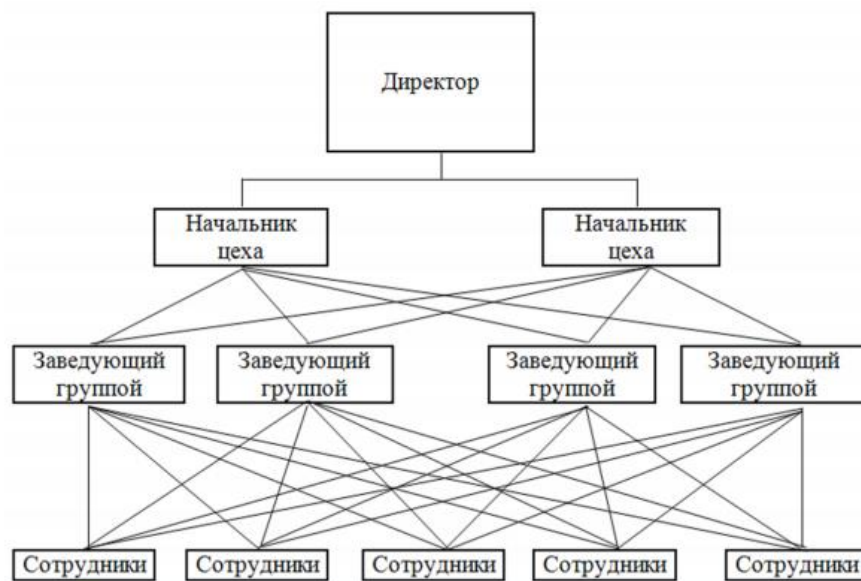 Директор
Начальник
цеха
Начальник
цеха
Заведующий
группой
Заведующий
группой
Заведующий
группой
Заведующий
группой
Сотрудники
Сотрудники
Сотрудники
Сотрудники
Сотрудники